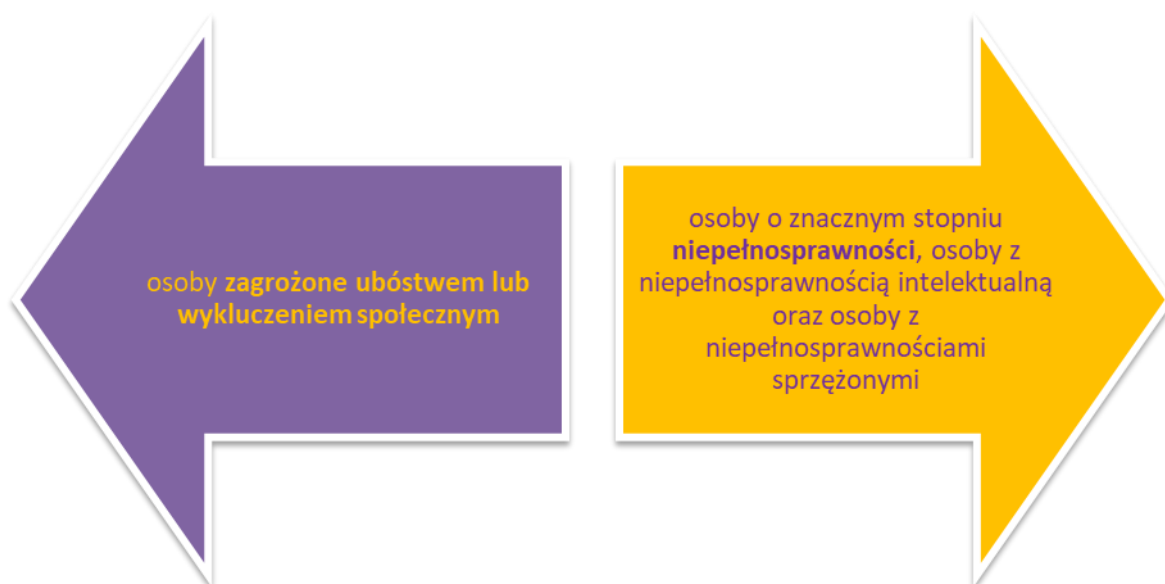 osoby zagrożone ubóstwem lub
wykluczeniem społecznym
osoby o znacznym stopniu
niepełnosprawności, osoby z
niepełnosprawnością intelektualną
oraz osoby z
niepełnosprawnościami
sprzężonymi